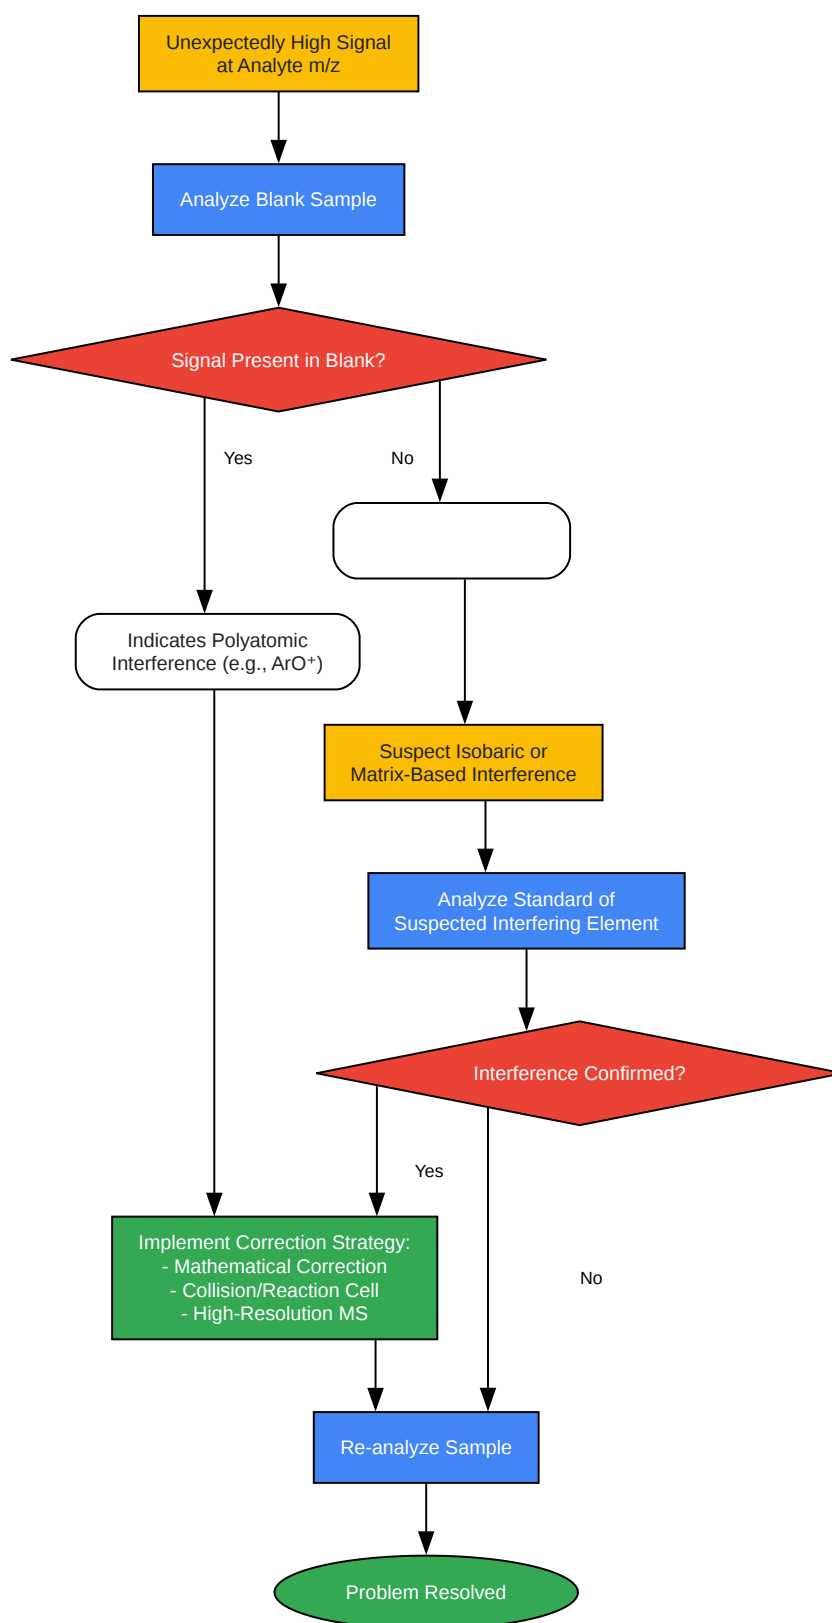 Unexpectedly High Signal
at Analyte m/z
Analyze Blank Sample
Signal Present in Blank?
Yes
No
Indicates Polyatomic
Interference (e.g., ArO⁺)
Suspect Isobaric or
Matrix-Based Interference
Analyze Standard of
Suspected Interfering Element
Interference Confirmed?
Yes
Implement Correction Strategy:
- Mathematical Correction
- Collision/Reaction Cell
- High-Resolution MS
No
Re-analyze Sample
Problem Resolved